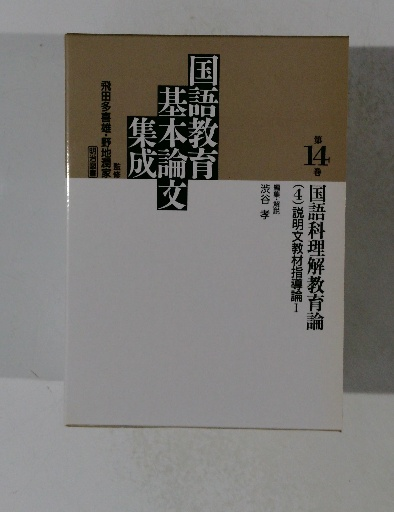 第
14
巻
国語科理解教育論
(4)説明文教材指導論Ⅰ
編集・解説
渋谷 孝
国語教育
基本論文
集成
飛田多喜雄・野地潤家
監修
明治図書